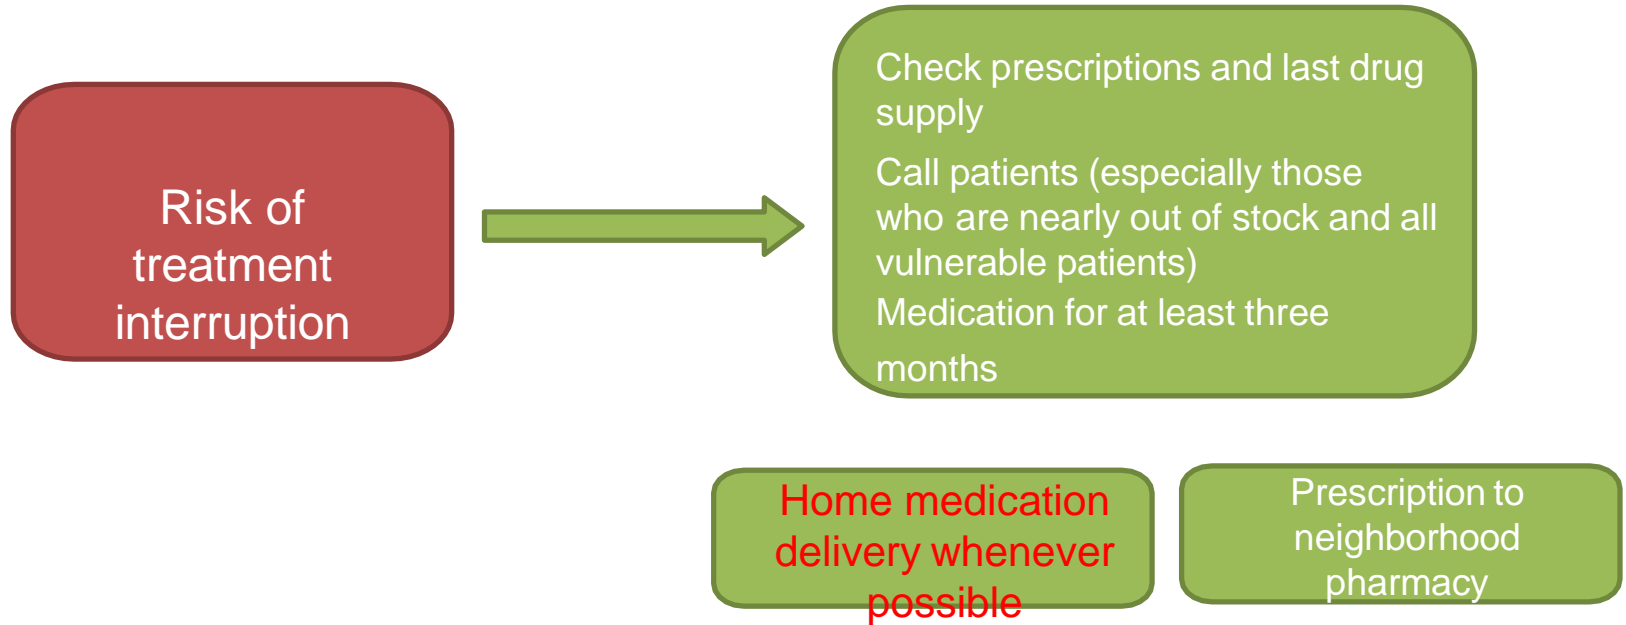 Risk of
treatment
interruption
Check prescriptions and last drug
supply
Call patients (especially those
who are nearly out of stock and all
vulnerable patients)
Medication for at least three
months
Home medication
delivery whenever
possible
Prescription to
neighborhood
pharmacy